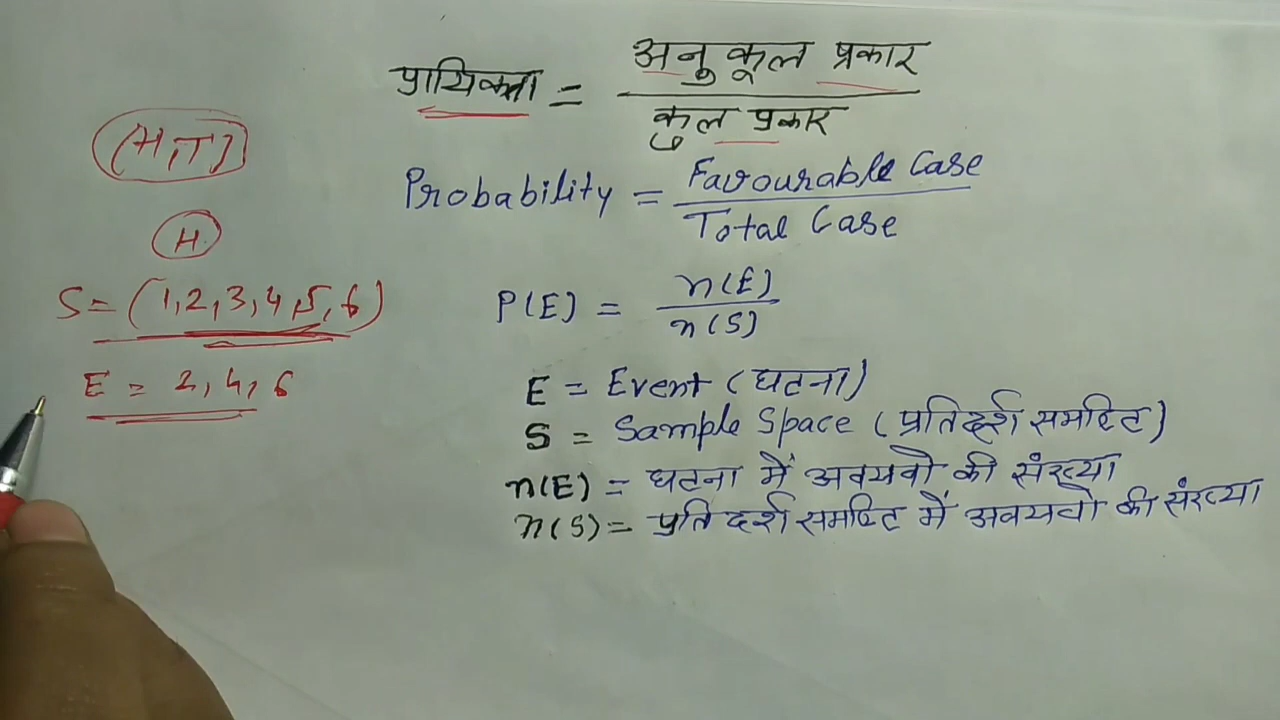 प्रायिकता = अनुकूल प्रकार
कुल प्रकार
Probability = Favourable Case
Total Case
P(E) = n(E)
n(S)
E = Event (घटना)
S = Sample Space (प्रतिदर्श समष्टि)
n(E) = घटना में अवयवो की संख्या
n(S) = प्रतिदर्श समष्टि में अवयवो की संख्या
(H,T)
H
S = (1,2,3,4,5,6)
E = 2,4,6